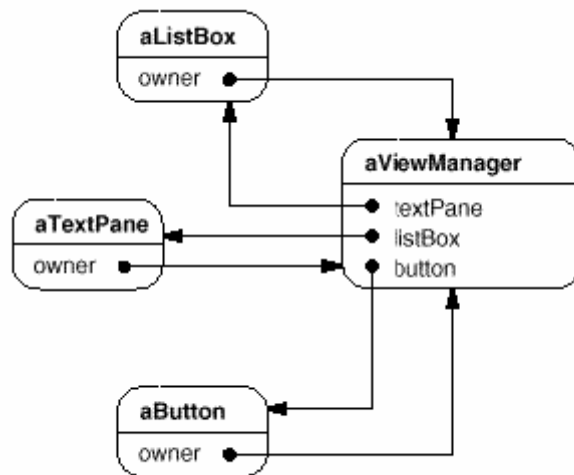 aListBox
owner
aViewManager
textPane
listBox
button
aTextPane
owner
aButton
owner